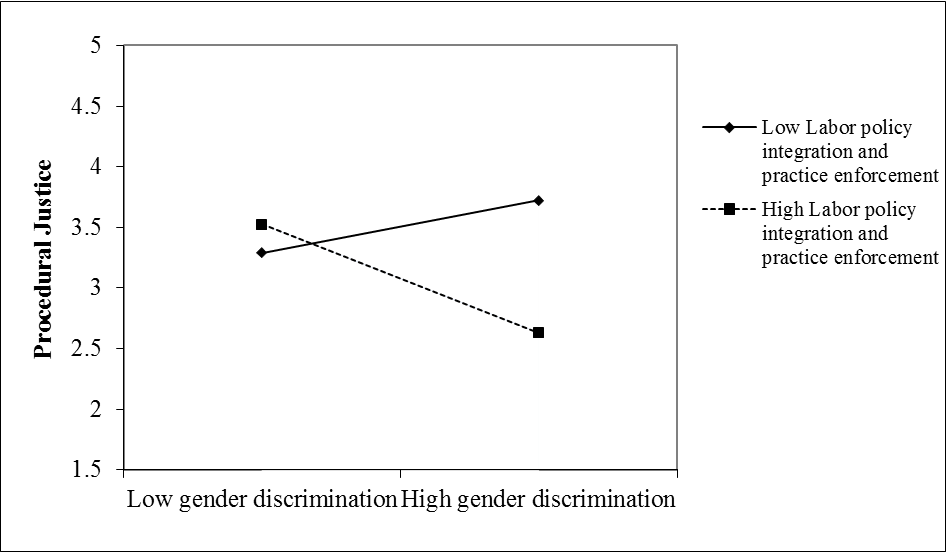 5
4.5
4
3.5
3
2.5
2
1.5
Procedural Justice
Low gender discrimination
High gender discrimination
Low Labor policy
integration and
practice enforcement
High Labor policy
integration and
practice enforcement